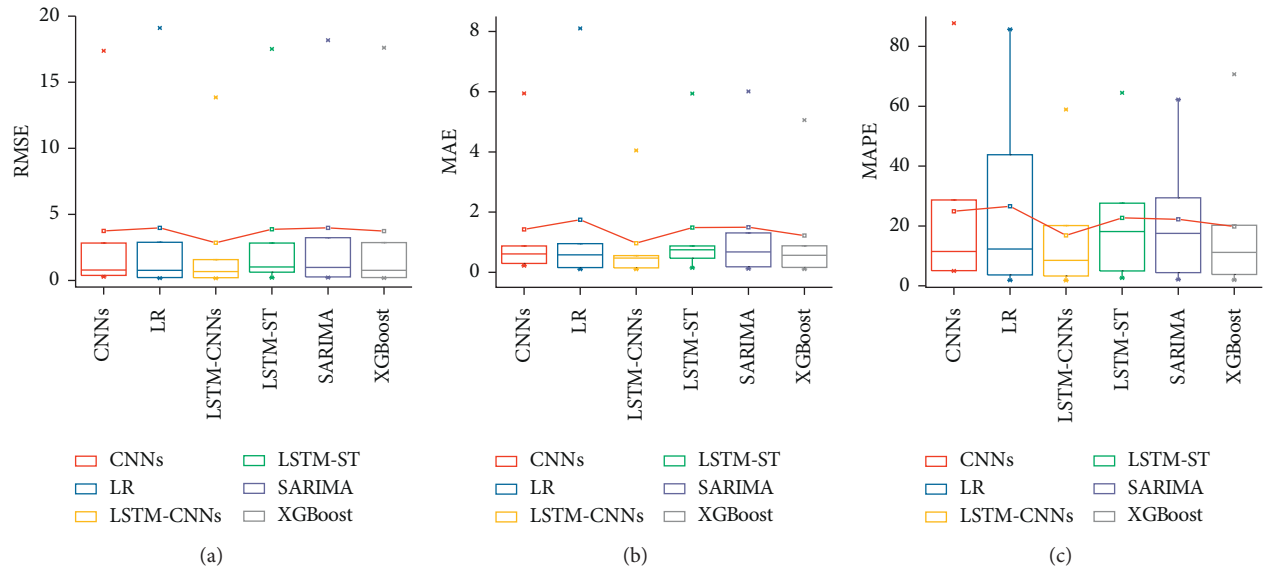 RMSE
20
15
10
5
0
CNNs
LR
LSTM-CNNs
LSTM-ST
SARIMA
XGBoost
CNNs
LSTM-ST
LR
SARIMA
LSTM-CNNs
XGBoost
(a)
MAE
8
6
4
2
0
CNNs
LR
LSTM-CNNs
LSTM-ST
SARIMA
XGBoost
CNNs
LSTM-ST
LR
SARIMA
LSTM-CNNs
XGBoost
(b)
MAPE
80
60
40
20
0
CNNs
LR
LSTM-CNNs
LSTM-ST
SARIMA
XGBoost
CNNs
LSTM-ST
LR
SARIMA
LSTM-CNNs
XGBoost
(c)